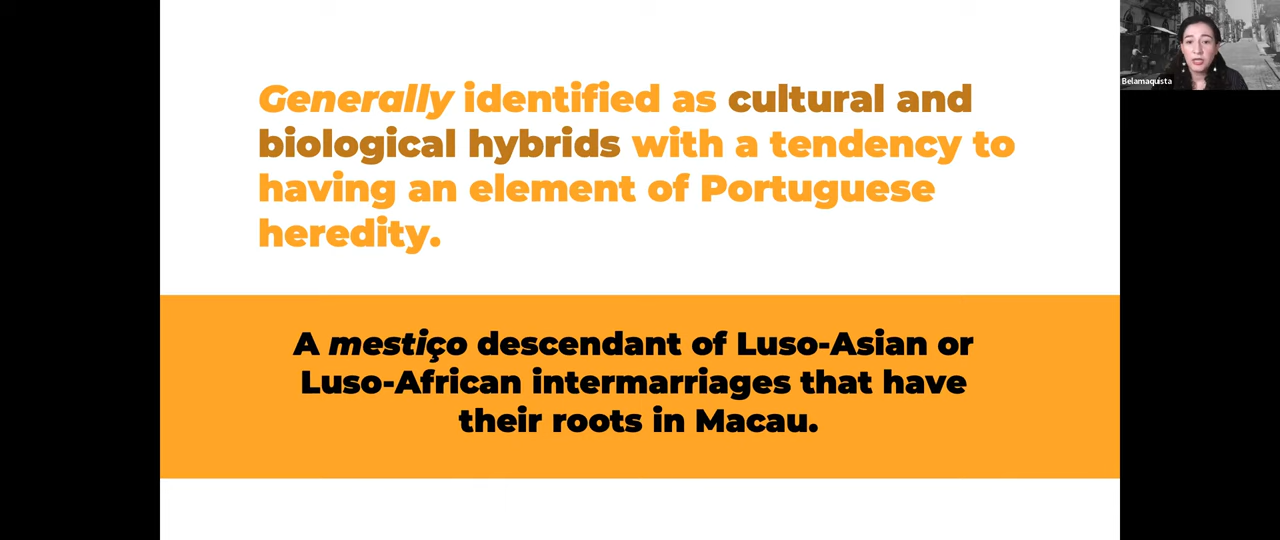 Generally identified as cultural and
biological hybrids with a tendency to
having an element of Portuguese
heredity.
A mestiço descendant of Luso-Asian or
Luso-African intermarriages that have
their roots in Macau.
Belamaquista